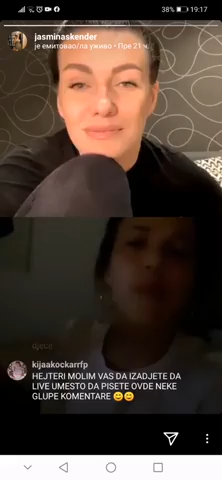 38% 19:17
jasminaskender
је емитовао/ла уживо • Пре 21 ч.
djece
kijaakockarrfp
HEJTERI MOLIM VAS DA IZADJETE DA
LIVE UMESTO DA PISETE OVDE NEKE
GLUPE KOMENTARE 😀😀